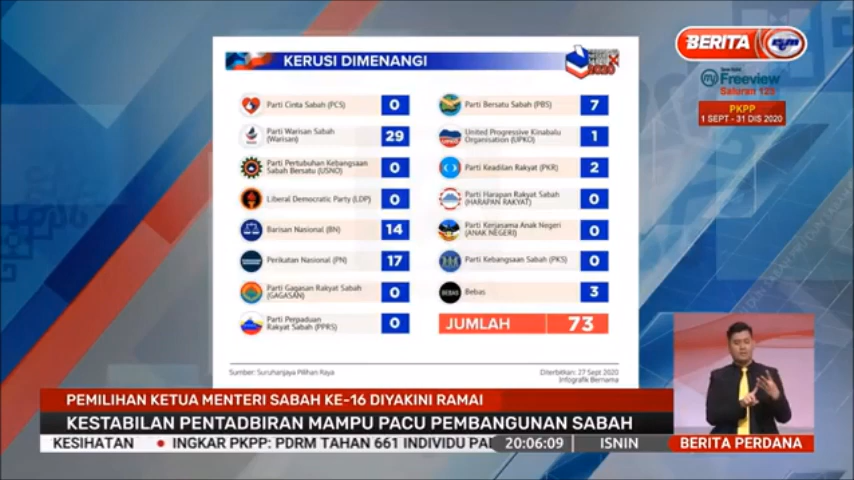 KERUSI DIMENANGI
2020
BERITA
Freeview
Saluran 123
PKPP
1 SEPT - 31 DIS 2020
Parti Cinta Sabah (PCS) 0
Parti Warisan Sabah
(Warisan) 29
Parti Pertubuhan Kebangsaan
Sabah Bersatu (USNO) 0
Liberal Democratic Party (LDP) 0
Barisan Nasional (BN) 14
Perikatan Nasional (PN) 17
Parti Gagasan Rakyat Sabah
(GAGASAN) 0
Parti Perpaduan
Rakyat Sabah (PPRS) 0
Parti Bersatu Sabah (PBS) 7
United Progressive Kinabalu
Organisation (UPKO) 1
Parti Keadilan Rakyat (PKR) 2
Parti Harapan Rakyat Sabah
(HARAPAN RAKYAT) 0
Parti Kerjasama Anak Negeri
(ANAK NEGERI) 0
Parti Kebangsaan Sabah (PKS) 0
BEBAS Bebas 3
JUMLAH 73
Sumber: Suruhanjaya Pilihan Raya
Diterbitkan: 27 Sept 2020
Infografik Bernama
PEMILIHAN KETUA MENTERI SABAH KE-16 DIYAKINI RAMAI
KESTABILAN PENTADBIRAN MAMPU PACU PEMBANGUNAN SABAH
KESIHATAN INGKAR PKPP: PDRM TAHAN 661 INDIVIDU 20:06:09 ISNIN BERITA PERDANA